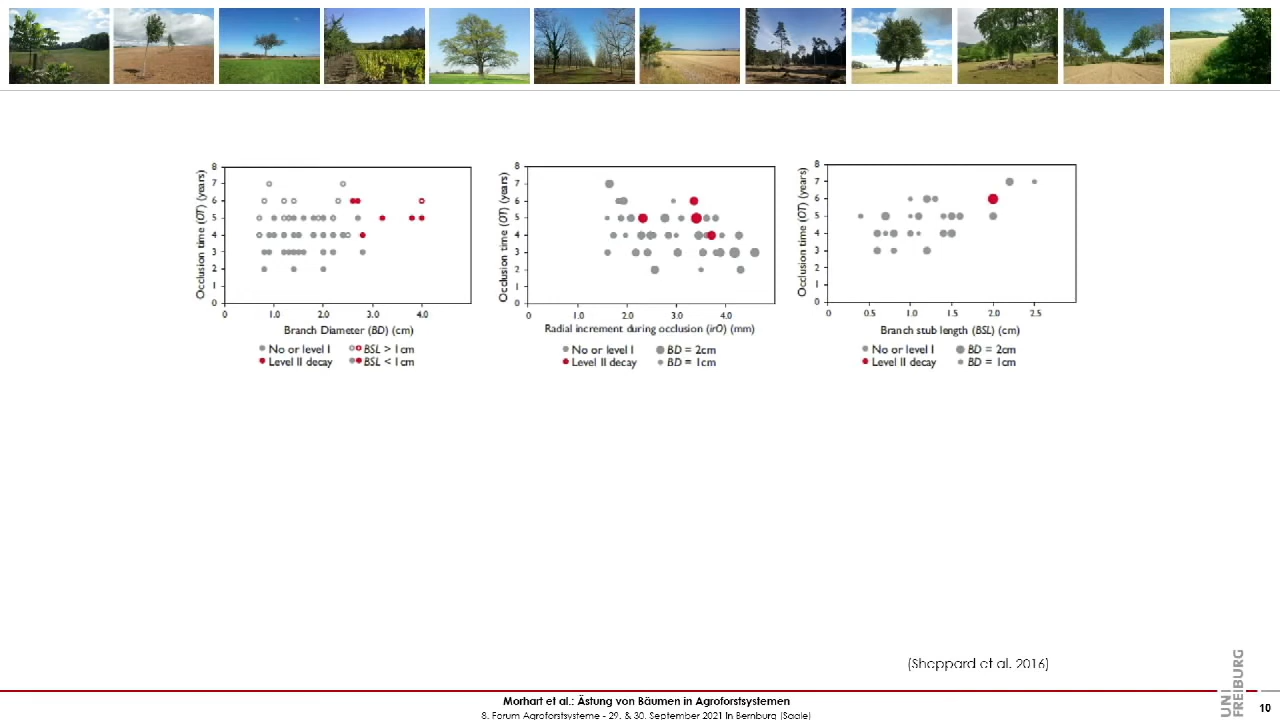 Occlusion time (OT) (years)
8
7
6
5
4
3
2
1
0
0 1.0 2.0 3.0 4.0
Branch Diameter (BD) (cm)
No or level I BSL > 1cm
Level II decay BSL < 1cm
Occlusion time (OT) (years)
8
7
6
5
4
3
2
1
0
0 1.0 2.0 3.0 4.0
Radial increment during occlusion (irO) (mm)
No or level I BD = 2cm
Level II decay BD = 1cm
Occlusion time (OT) (years)
8
7
6
5
4
3
2
1
0
0 0.5 1.0 1.5 2.0 2.5
Branch stub length (BSL) (cm)
No or level I BD = 2cm
Level II decay BD = 1cm
(Sheppard et al. 2016)
Morhart et al.: Ästung von Bäumen in Agroforstsystemen
8. Forum Agroforstsysteme - 29. & 30. September 2021 in Bernburg (Saale)
UNI
FREIBURG
10